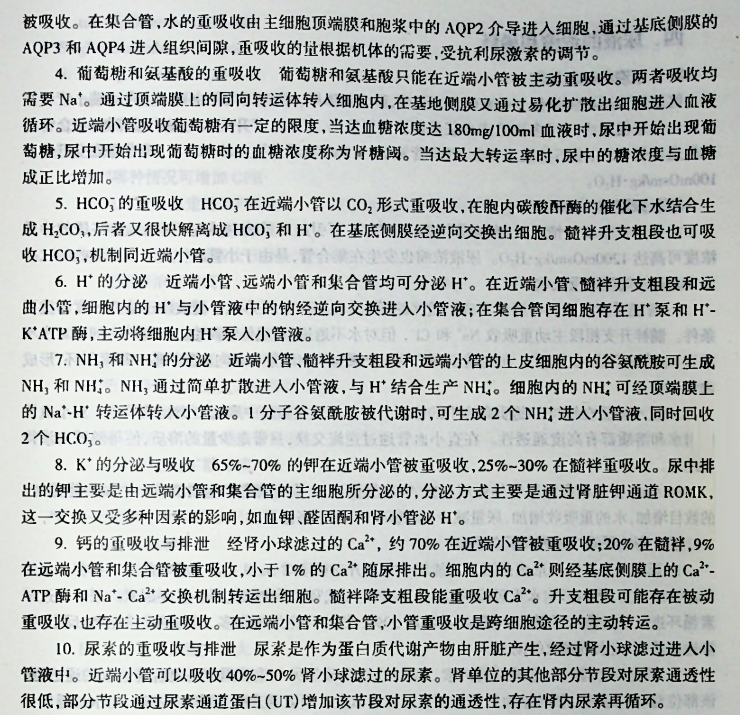 被吸收。在集合管,水的重吸收由主细胞顶端膜和胞浆中的 AQP2 介导进入细胞,通过基底侧膜的
AQP3 和 AQP4 进入组织间隙,重吸收的量根据机体的需要,受抗利尿激素的调节。
4. 葡萄糖和氨基酸的重吸收 葡萄糖和氨基酸只能在近端小管被主动重吸收。两者吸收均
需要 Na⁺。通过顶端膜上的同向转运体转入细胞内,在基地侧膜又通过易化扩散出细胞进入血液
循环。近端小管吸收葡萄糖有一定的限度,当达血糖浓度达 180mg/100ml 血液时,尿中开始出现葡
萄糖,尿中开始出现葡萄糖时的血糖浓度称为肾糖阈。当达最大转运率时,尿中的糖浓度与血糖
成正比增加。
5. HCO₃⁻的重吸收 HCO₃⁻在近端小管以 CO₂ 形式重吸收,在胞内碳酸酐酶的催化下水结合生
成 H₂CO₃,后者又很快解离成 HCO₃⁻和 H⁺。在基底侧膜经逆向交换出细胞。髓袢升支粗段也可吸
收 HCO₃⁻,机制同近端小管。
6. H⁺的分泌 近端小管、远端小管和集合管均可分泌 H⁺。在近端小管、髓袢升支粗段和远
曲小管,细胞内的 H⁺与小管液中的钠经逆向交换进入小管液;在集合管闰细胞存在 H⁺泵和 H⁺-
K⁺ATP 酶,主动将细胞内 H⁺泵入小管液。
7. NH₃ 和 NH₄⁺的分泌 近端小管、髓袢升支粗段和远端小管的上皮细胞内的谷氨酰胺可生成
NH₃ 和 NH₄⁺。NH₃ 通过简单扩散进入小管液,与 H⁺结合生产 NH₄⁺。细胞内的 NH₄⁺可经顶端膜上
的 Na⁺-H⁺ 转运体转入小管液。1 分子谷氨酰胺被代谢时,可生成 2 个 NH₄⁺进入小管液,同时回收
2 个 HCO₃。
8. K⁺的分泌与吸收 65%~70% 的钾在近端小管被重吸收,25%~30% 在髓袢重吸收。尿中排
出的钾主要是由远端小管和集合管的主细胞所分泌的,分泌方式主要是通过肾脏钾通道 ROMK,
这一交换又受多种因素的影响,如血钾、醛固酮和肾小管泌 H⁺。
9. 钙的重吸收与排泄 经肾小球滤过的 Ca²⁺, 约 70% 在近端小管被重吸收;20% 在髓袢,9%
在远端小管和集合管被重吸收,小于 1% 的 Ca²⁺ 随尿排出。细胞内的 Ca²⁺ 则经基底侧膜上的 Ca²⁺-
ATP 酶和 Na⁺- Ca²⁺ 交换机制转运出细胞。髓袢降支粗段能重吸收 Ca²⁺。升支粗段可能存在被动
重吸收,也存在主动重吸收。在远端小管和集合管,小管重吸收是跨细胞途径的主动转运。
10. 尿素的重吸收与排泄 尿素是作为蛋白质代谢产物由肝脏产生,经过肾小球滤过进入小
管液中。近端小管可以吸收 40%~50% 肾小球滤过的尿素。肾单位的其他部分节段对尿素通透性
很低,部分节段通过尿素通道蛋白(UT)增加该节段对尿素的通透性,存在肾内尿素再循环。